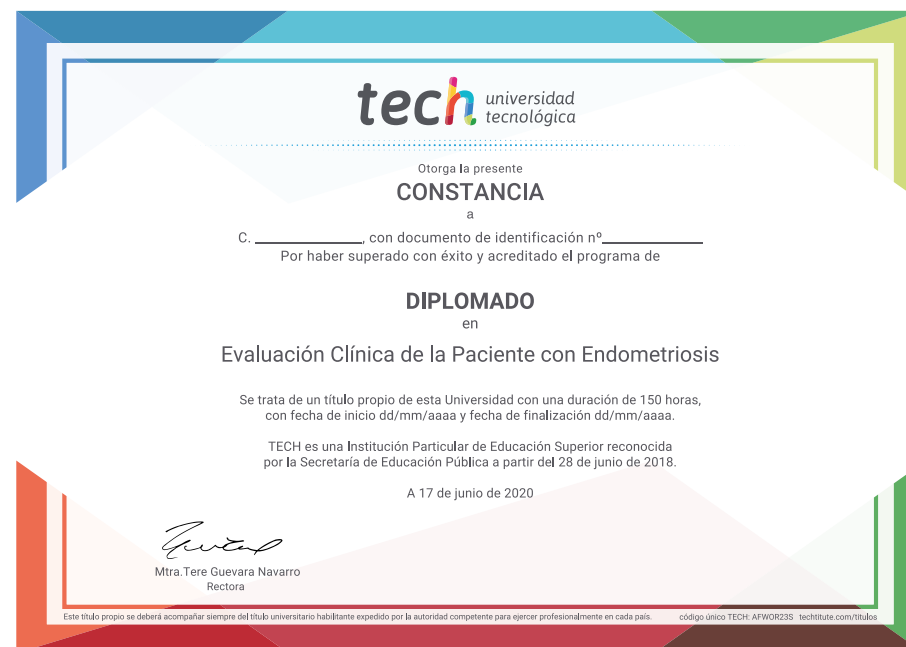 tech universidad
tecnológica
Otorga la presente
CONSTANCIA
a
C. ____________, con documento de identificación nº____________
Por haber superado con éxito y acreditado el programa de
DIPLOMADO
en
Evaluación Clínica de la Paciente con Endometriosis
Se trata de un título propio de esta Universidad con una duración de 150 horas,
con fecha de inicio dd/mm/aaaa y fecha de finalización dd/mm/aaaa.
TECH es una Institución Particular de Educación Superior reconocida
por la Secretaría de Educación Pública a partir del 28 de junio de 2018.
A 17 de junio de 2020
Mtra.Tere Guevara Navarro
Rectora
Este título propio se deberá acompañar siempre del título universitario habilitante expedido por la autoridad competente para ejercer profesionalmente en cada país. código único TECH: AFWOR23S techtitute.com/titulos